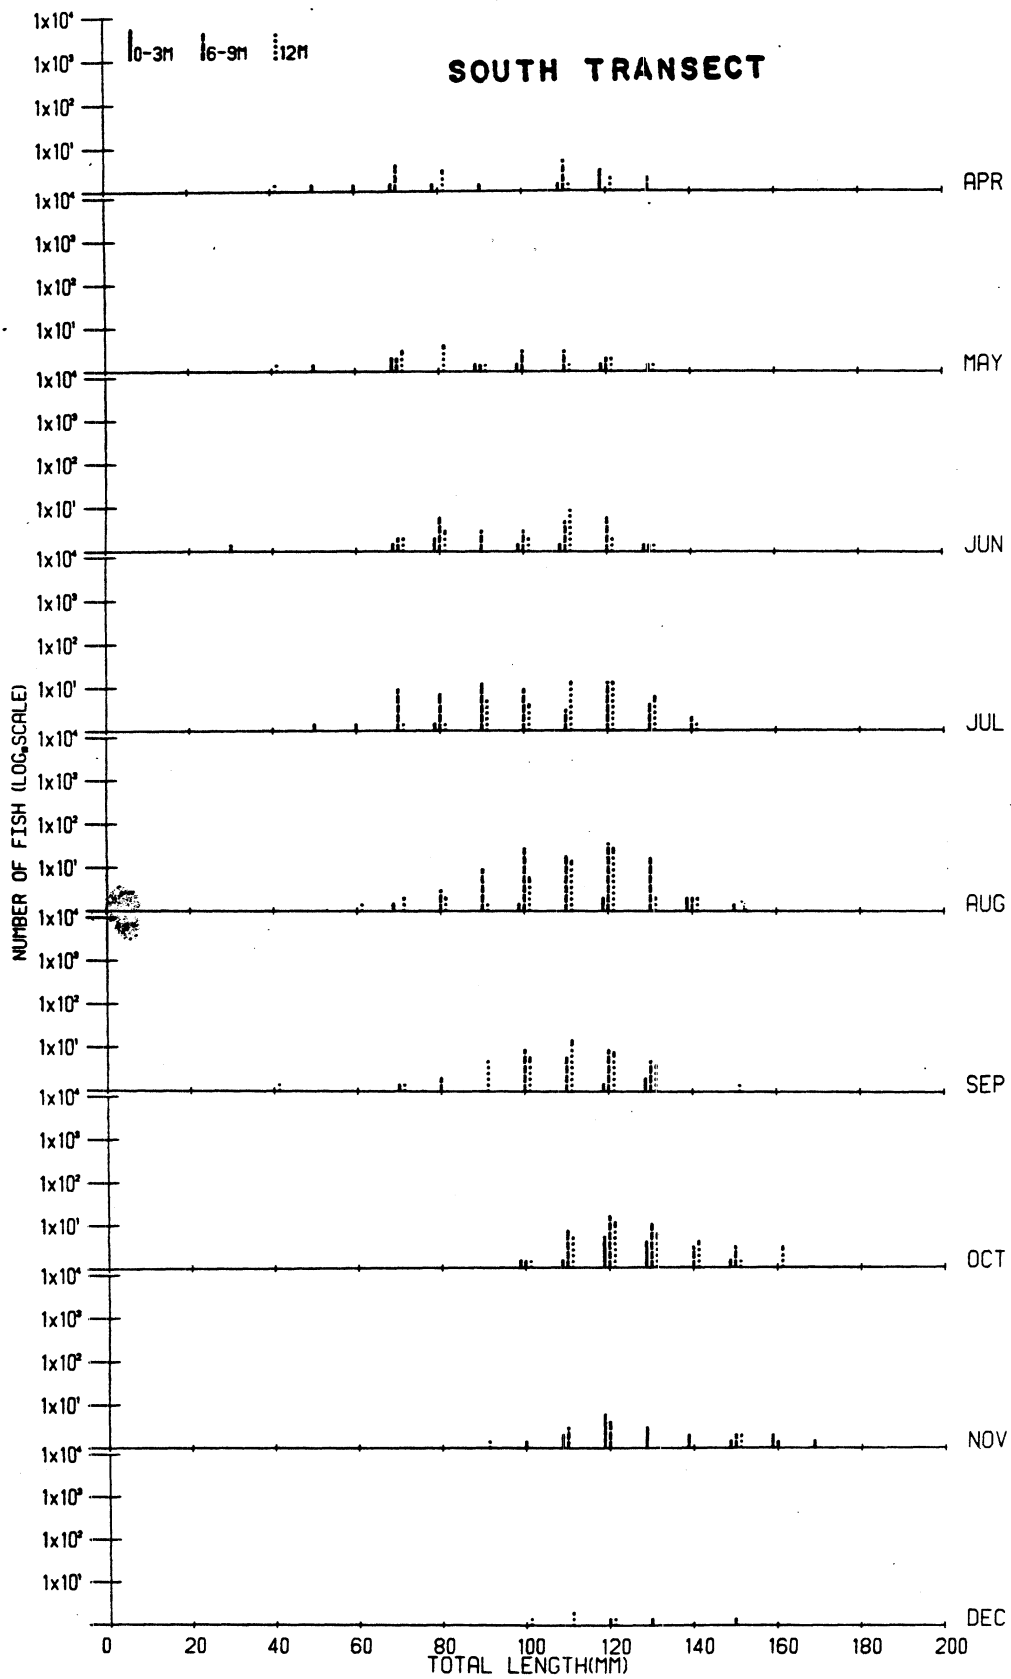 1x10⁴
0-3M 6-9M 12M
SOUTH TRANSECT
1x10³
1x10²
1x10¹
APR
1x10⁴
1x10³
1x10²
1x10¹
MAY
1x10⁴
1x10³
1x10²
1x10¹
JUN
1x10⁴
1x10³
1x10²
1x10¹
JUL
1x10⁴
1x10³
1x10²
1x10¹
AUG
1x10⁴
1x10³
1x10²
1x10¹
SEP
1x10⁴
1x10³
1x10²
1x10¹
OCT
1x10⁴
1x10³
1x10²
1x10¹
NOV
1x10⁴
1x10³
1x10²
1x10¹
DEC
NUMBER OF FISH (LOG SCALE)
0 20 40 60 80 100 120 140 160 180 200
TOTAL LENGTH(MM)